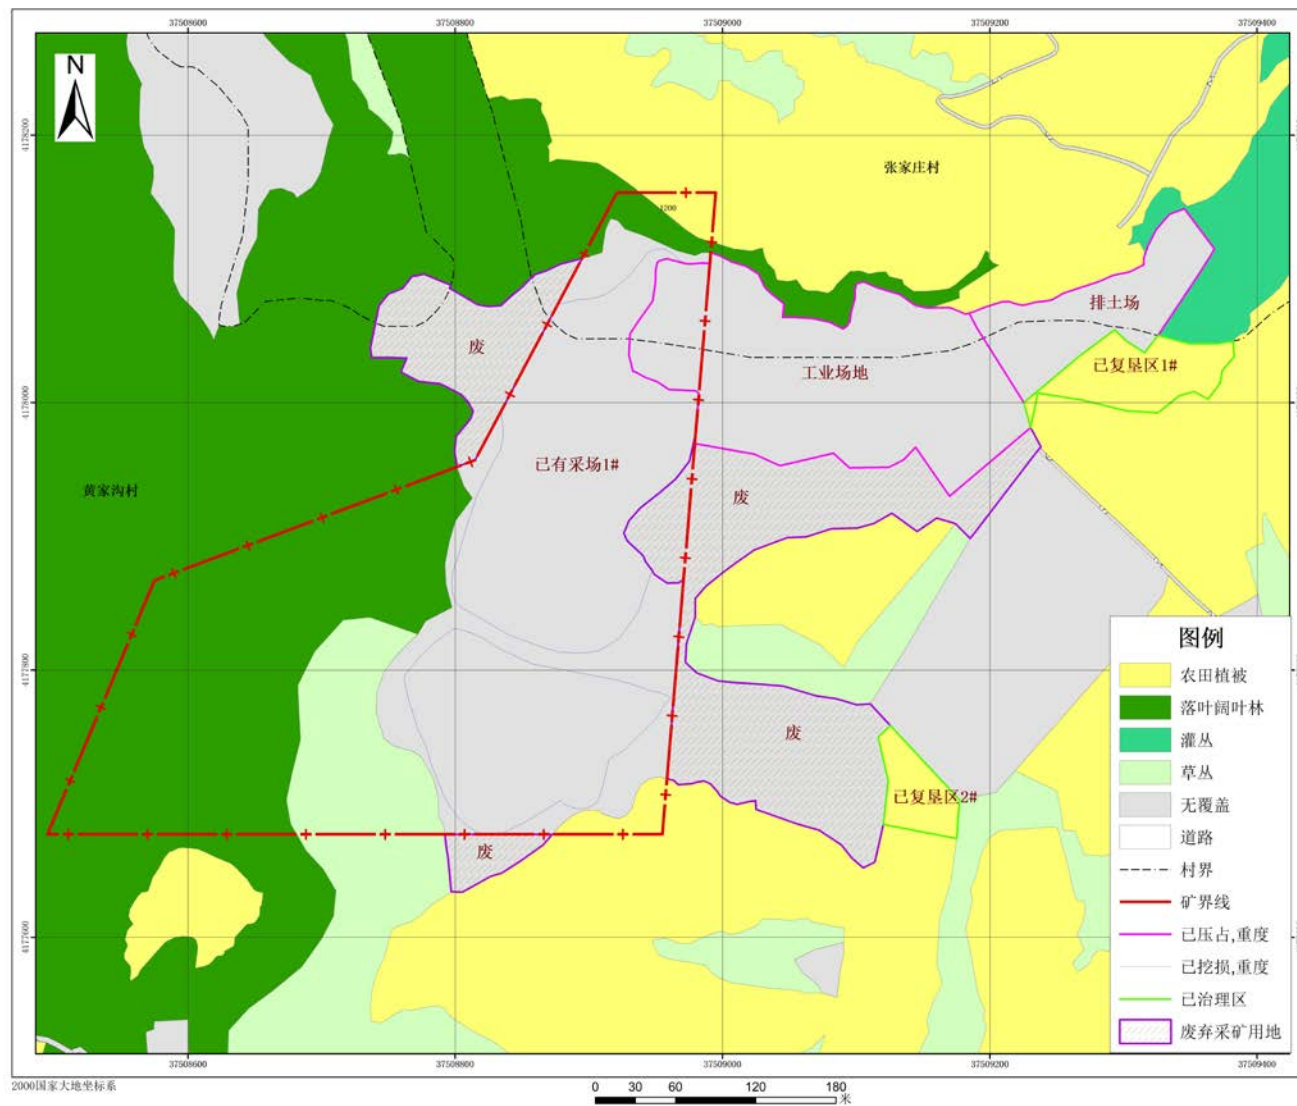 37508600
37508800
37509000
37509200
37509400
N
4178200
张家庄村
1200
排土场
废
已复垦区1#
工业场地
4178000
已有采场1#
黄家沟村
废
图例
农田植被
4177800
落叶阔叶林
废
灌丛
草丛
已复垦区2#
无覆盖
道路
废
村界
矿界线
4177600
已压占,重度
已挖损,重度
已治理区
废弃采矿用地
37508600
37508800
37509000
37509200
37509400
2000国家大地坐标系
0 30 60 120 180
米